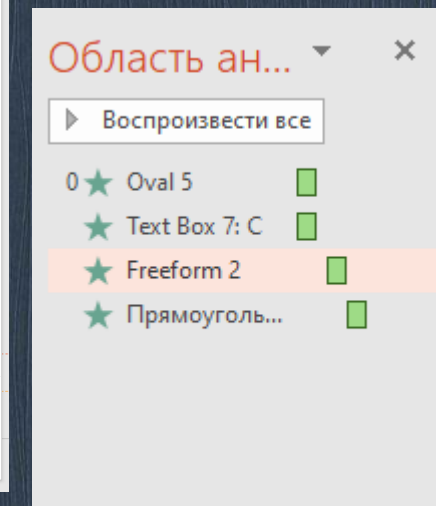 Область ан...
Воспроизвести все
0 Oval 5
Text Box 7: C
Freeform 2
Прямоуголь...